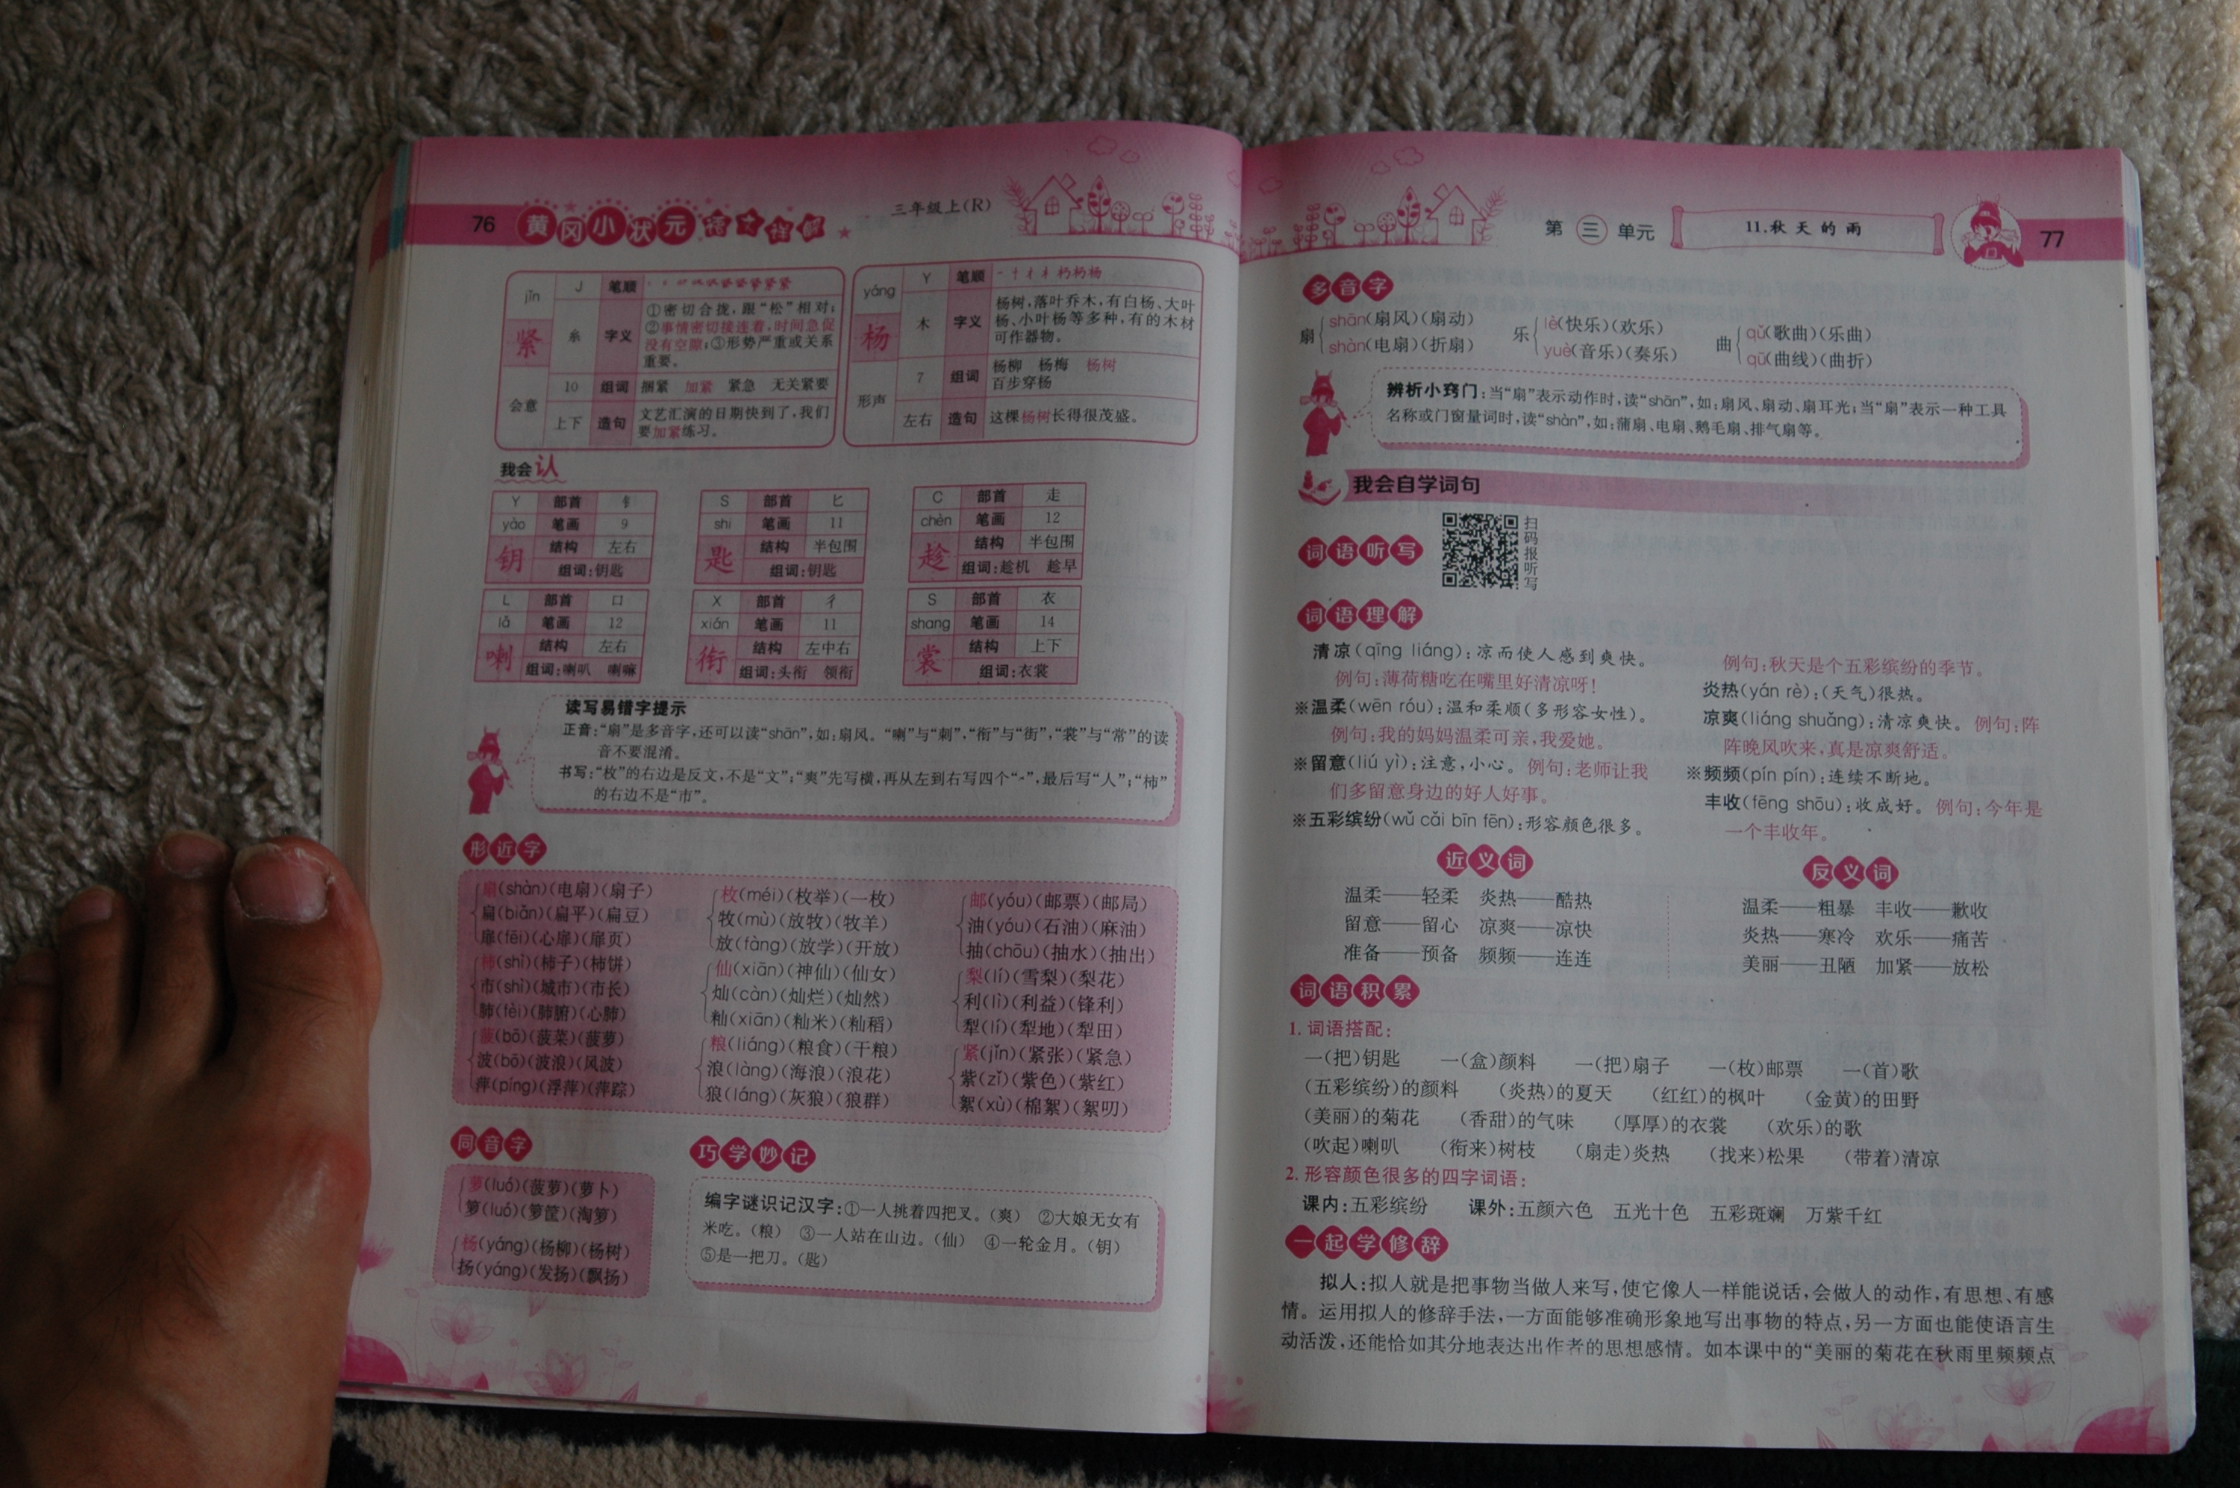 76 黄冈小状元 三年级上(R)
jǐn J 笔顺
紧 糸 字义 ①密切合拢,跟“松”相对;
②事情密切接连着,时间急促
没有空隙;③形势严重或关系
重要。
10 组词 捆紧 加紧 紧急 无关紧要
会意 上下 造句 文艺汇演的日期快到了,我们
要加紧练习。
yáng Y 笔顺
杨 木 字义 杨树,落叶乔木,有白杨、大叶
杨、小叶杨等多种,有的木材
可作器物。
7 组词 杨柳 杨梅 杨树
百步穿杨
形声 左右 造句 这棵杨树长得很茂盛。
我会认
Y 部首 钅
yào 笔画 9
钥 结构 左右
组词:钥匙
S 部首 匕
shi 笔画 11
匙 结构 半包围
组词:钥匙
C 部首 走
chèn 笔画 12
趁 结构 半包围
组词:趁机 趁早
L 部首 口
lǎ 笔画 12
喇 结构 左右
组词:喇叭 喇嘛
X 部首 彳
xián 笔画 11
衔 结构 左中右
组词:头衔 领衔
S 部首 衣
shang 笔画 14
裳 结构 上下
组词:衣裳
读写易错字提示
正音:“扇”是多音字,还可以读“shān”,如:扇风。“喇”与“刺”,“衔”与“街”,“裳”与“常”的读
音不要混淆。
书写:“枚”的右边是反文,不是“文”;“爽”先写横,再从左到右写四个“×”,最后写“人”;“柿”
的右边不是“市”。
形近字
扇(shàn)(电扇)(扇子)
扁(biǎn)(扁平)(扁豆)
扉(fēi)(心扉)(扉页)
柿(shì)(柿子)(柿饼)
市(shì)(城市)(市长)
肺(fèi)(肺腑)(心肺)
菠(bō)(菠菜)(菠萝)
波(bō)(波浪)(风波)
萍(píng)(浮萍)(萍踪)
枚(méi)(枚举)(一枚)
牧(mù)(放牧)(牧羊)
放(fàng)(放学)(开放)
仙(xiān)(神仙)(仙女)
灿(càn)(灿烂)(灿然)
籼(xiān)(籼米)(籼稻)
粮(liáng)(粮食)(干粮)
浪(làng)(海浪)(浪花)
狼(láng)(灰狼)(狼群)
邮(yóu)(邮票)(邮局)
油(yóu)(石油)(麻油)
抽(chōu)(抽水)(抽出)
梨(lí)(雪梨)(梨花)
利(lì)(利益)(锋利)
犁(lí)(犁地)(犁田)
紧(jǐn)(紧张)(紧急)
紫(zǐ)(紫色)(紫红)
絮(xù)(棉絮)(絮叨)
同音字
萝(luó)(菠萝)(萝卜)
箩(luó)(箩筐)(淘箩)
杨(yáng)(杨柳)(杨树)
扬(yáng)(发扬)(飘扬)
巧学妙记
编字谜识记汉字:①一人挑着四把叉。(爽) ②大娘无女有
米吃。(粮) ③一人站在山边。(仙) ④一轮金月。(钥)
⑤是一把刀。(匙)
第三单元 11.秋天的雨 77
多音字
扇 shān(扇风)(扇动)
shàn(电扇)(折扇)
乐 lè(快乐)(欢乐)
yuè(音乐)(奏乐)
曲 qǔ(歌曲)(乐曲)
qū(曲线)(曲折)
辨析小窍门:当“扇”表示动作时,读“shān”,如:扇风、扇动、扇耳光;当“扇”表示一种工具
名称或门窗量词时,读“shàn”,如:蒲扇、电扇、鹅毛扇、排气扇等。
我会自学词句
词语听写
扫码报听写
词语理解
清凉(qīng liáng):凉而使人感到爽快。
例句:薄荷糖吃在嘴里好清凉呀!
※温柔(wēn róu):温和柔顺(多形容女性)。
例句:我的妈妈温柔可亲,我爱她。
※留意(liú yì):注意,小心。例句:老师让我
们多留意身边的好人好事。
※五彩缤纷(wǔ cǎi bīn fēn):形容颜色很多。
例句:秋天是个五彩缤纷的季节。
炎热(yán rè):(天气)很热。
凉爽(liáng shuǎng):清凉爽快。例句:阵
阵晚风吹来,真是凉爽舒适。
※频频(pín pín):连续不断地。
丰收(fēng shōu):收成好。例句:今年是
一个丰收年。
近义词
温柔——轻柔 炎热——酷热
留意——留心 凉爽——凉快
准备——预备 频频——连连
反义词
温柔——粗暴 丰收——歉收
炎热——寒冷 欢乐——痛苦
美丽——丑陋 加紧——放松
词语积累
1. 词语搭配:
一(把)钥匙 一(盒)颜料 一(把)扇子 一(枚)邮票 一(首)歌
(五彩缤纷)的颜料 (炎热)的夏天 (红红)的枫叶 (金黄)的田野
(美丽)的菊花 (香甜)的气味 (厚厚)的衣裳 (欢乐)的歌
(吹起)喇叭 (衔来)树枝 (扇走)炎热 (找来)松果 (带着)清凉
2. 形容颜色很多的四字词语:
课内:五彩缤纷 课外:五颜六色 五光十色 五彩斑斓 万紫千红
一起学修辞
拟人:拟人就是把事物当做人来写,使它像人一样能说话,会做人的动作,有思想、有感
情。运用拟人的修辞手法,一方面能够准确形象地写出事物的特点,另一方面也能使语言生
动活泼,还能恰如其分地表达出作者的思想感情。如本课中的“美丽的菊花在秋雨里频频点